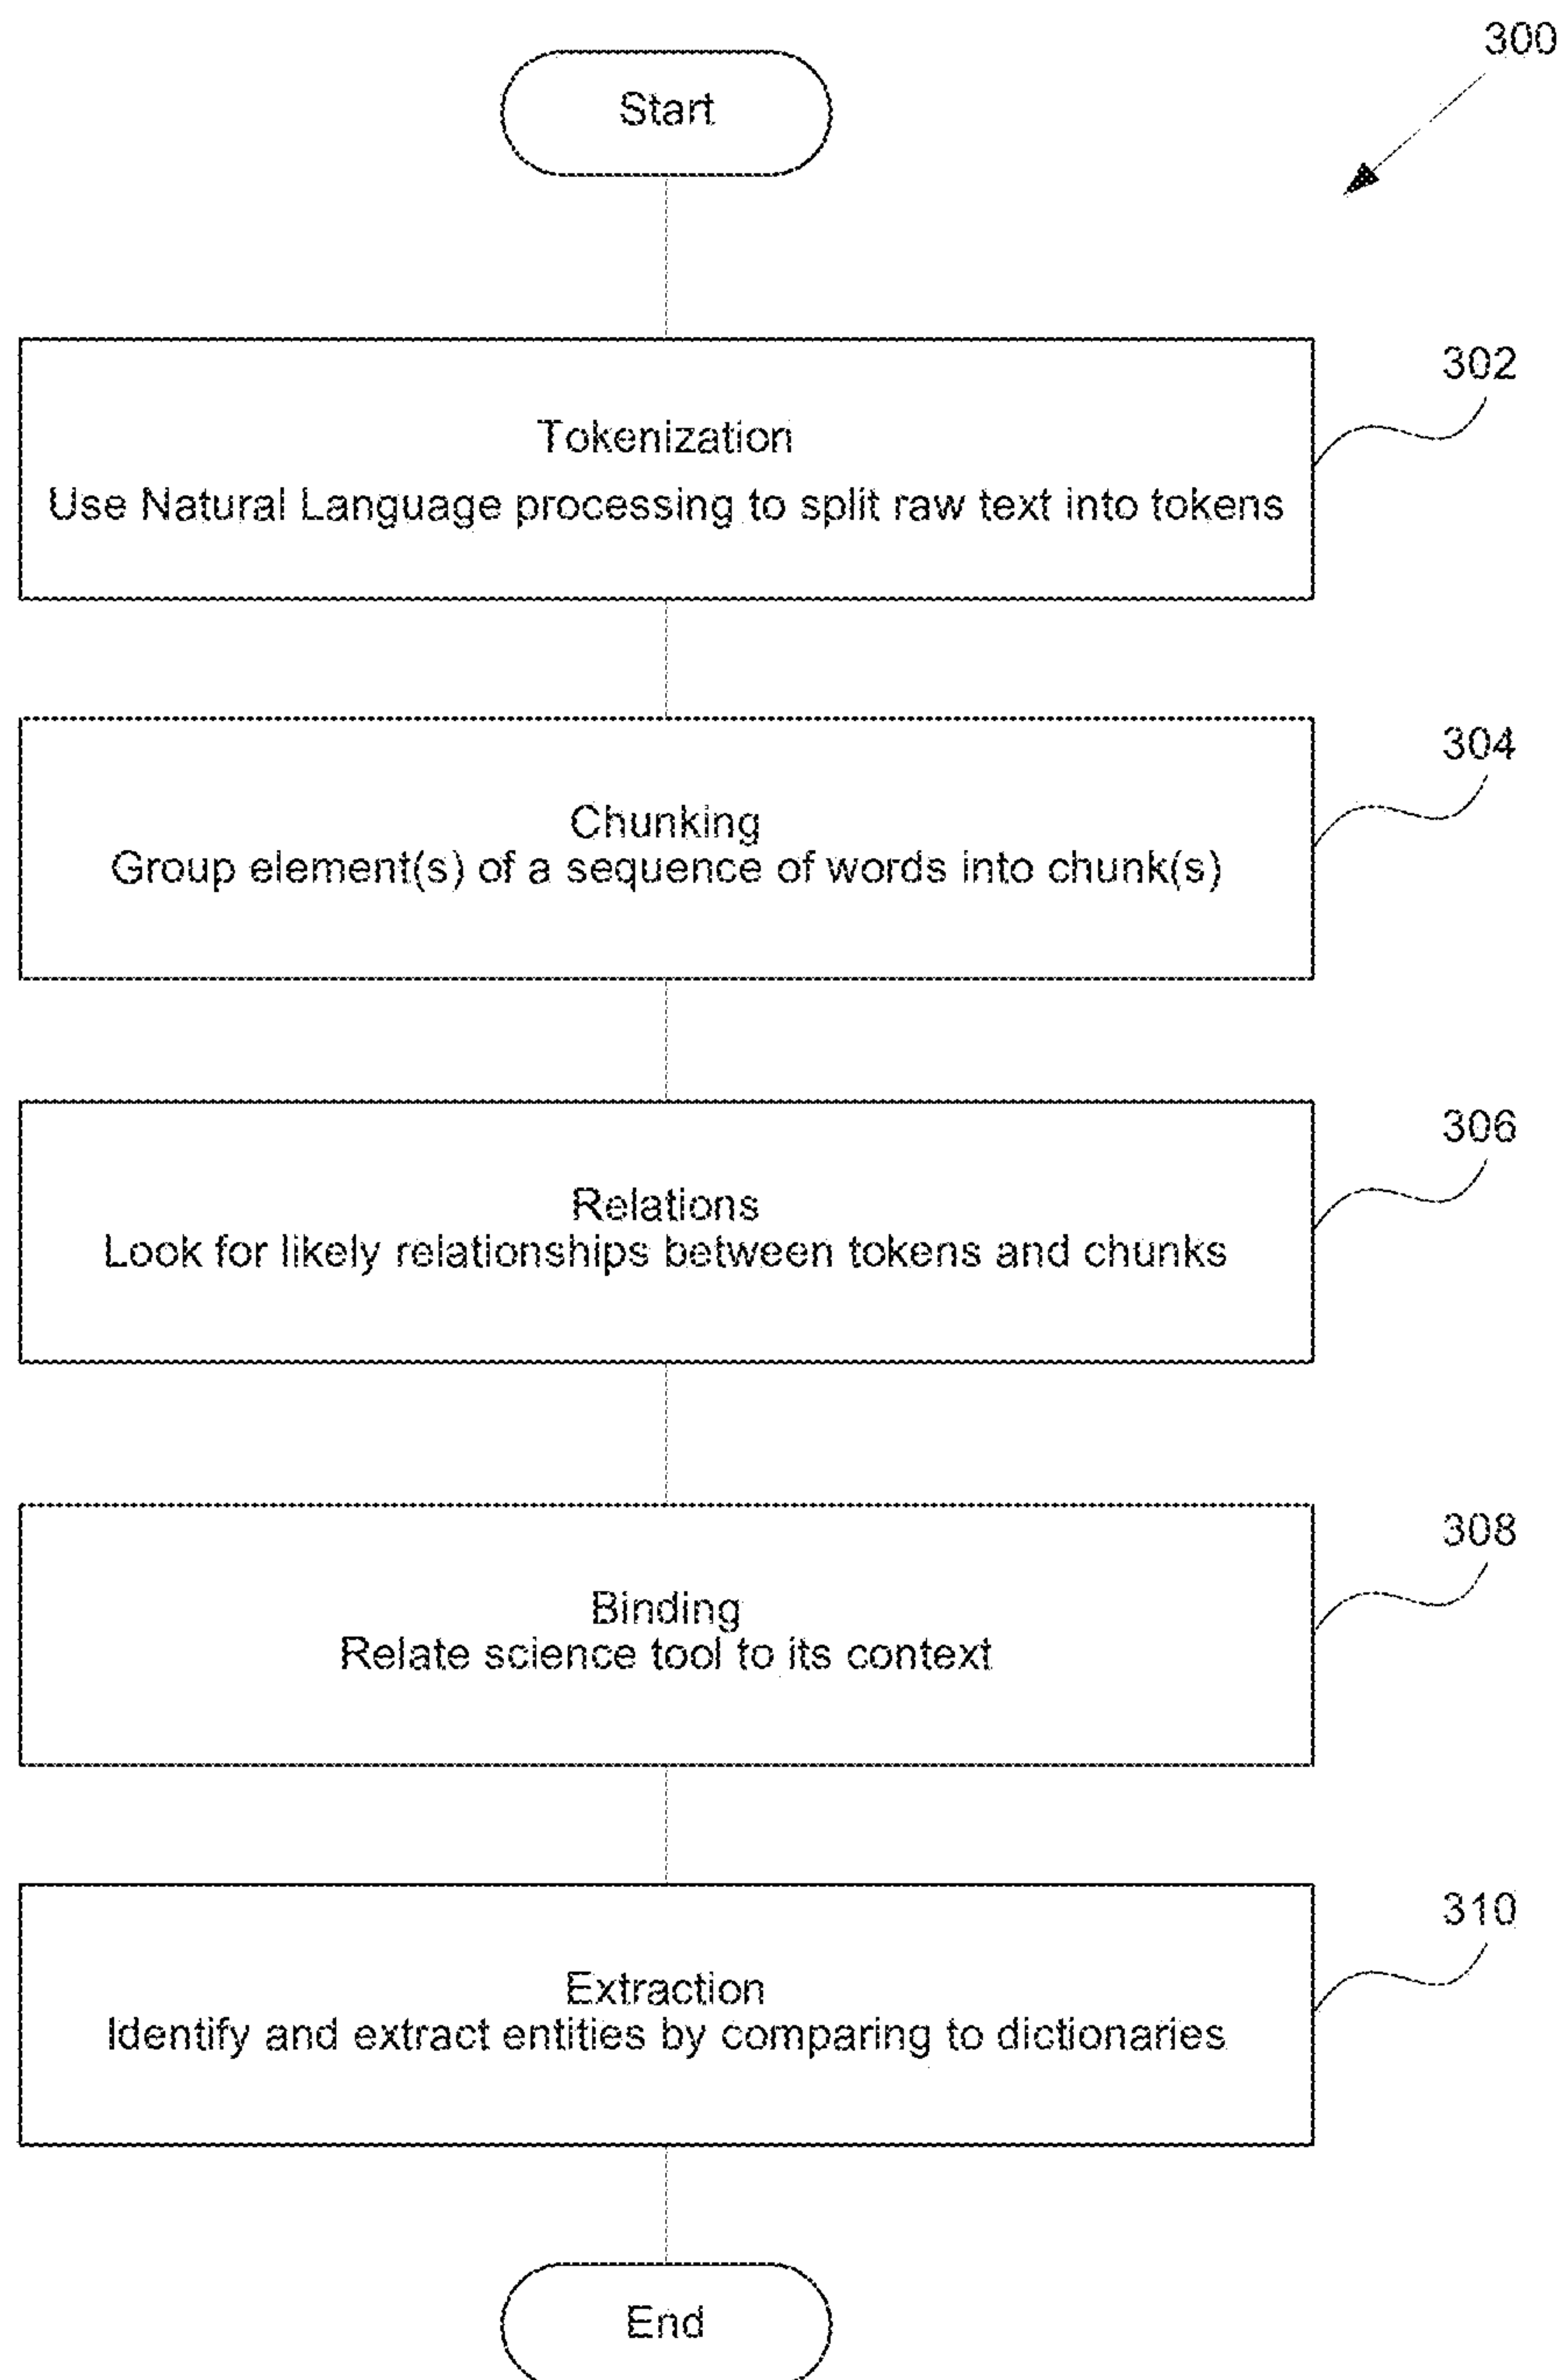 300
Start
302
Tokenization
Use Natural Language processing to split raw text into tokens
304
Chunking
Group element(s) of a sequence of words into chunk(s)
306
Relations
Look for likely relationships between tokens and chunks
308
Binding
Relate science tool to its context
310
Extraction
Identify and extract entities by comparing to dictionaries
End